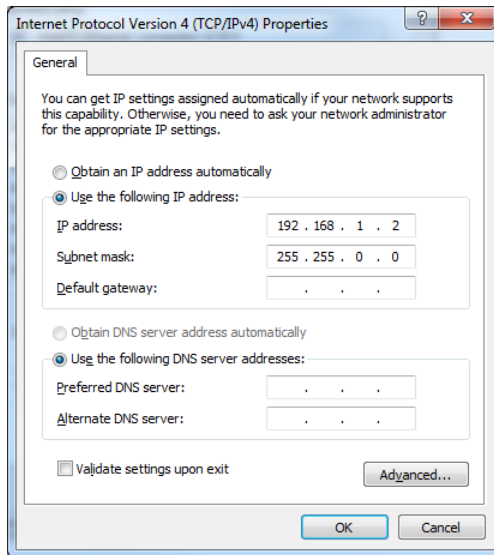 Internet Protocol Version 4 (TCP/IPv4) Properties
General
You can get IP settings assigned automatically if your network supports
this capability. Otherwise, you need to ask your network administrator
for the appropriate IP settings.
Obtain an IP address automatically
Use the following IP address:
IP address: 192 . 168 . 1 . 2
Subnet mask: 255 . 255 . 0 . 0
Default gateway: . . .
Obtain DNS server address automatically
Use the following DNS server addresses:
Preferred DNS server: . . .
Alternate DNS server: . . .
Validate settings upon exit
Advanced...
OK Cancel